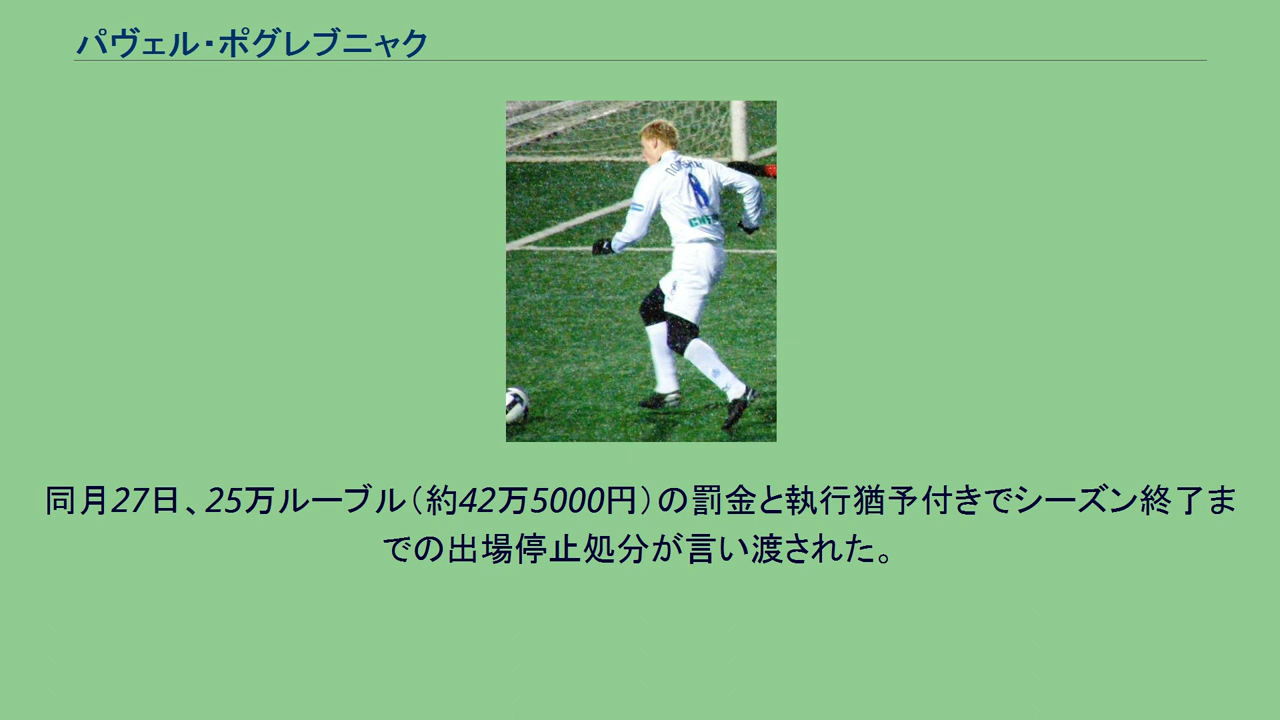 パヴェル・ポグレブニャク
8
同月27日、25万ルーブル（約42万5000円）の罰金と執行猶予付きでシーズン終了ま
での出場停止処分が言い渡された。